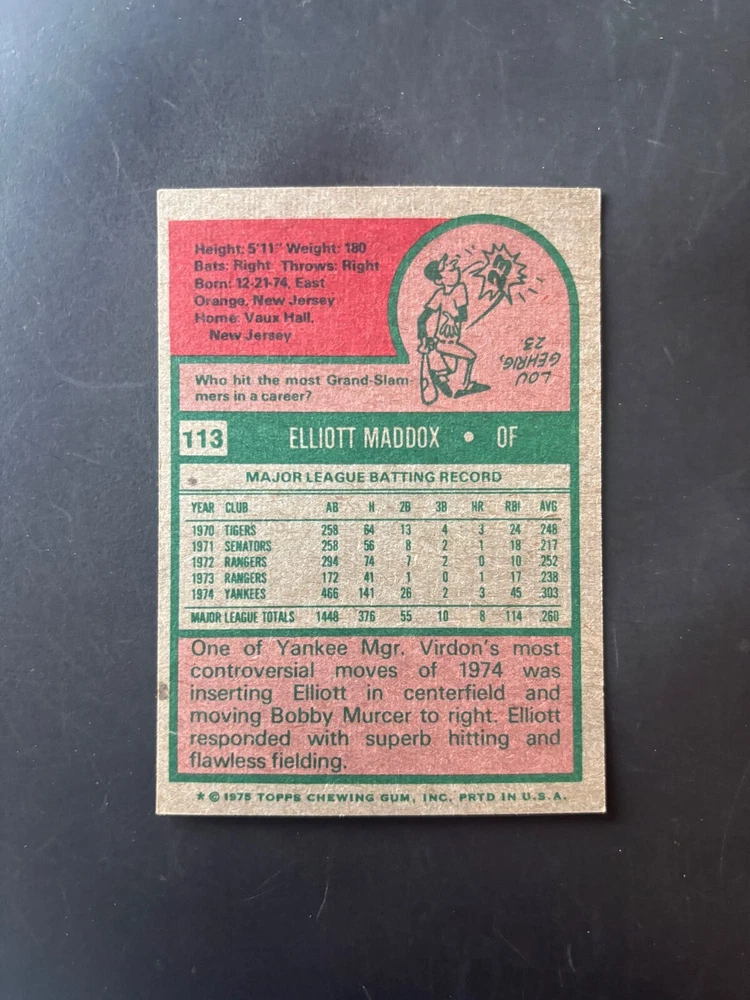 Height: 5'11" Weight: 180
Bats: Right Throws: Right
Born: 12-21-74, East
Orange, New Jersey
Home: Vaux Hall,
New Jersey
23
LOU
GEHRIG,
23
Who hit the most Grand-Slam-
mers in a career?
113 ELLIOTT MADDOX • OF
MAJOR LEAGUE BATTING RECORD
YEAR CLUB AB H 2B 3B HR RBI AVG
1970 TIGERS 258 64 13 4 3 24 .248
1971 SENATORS 258 56 8 2 1 18 .217
1972 RANGERS 294 74 7 2 0 10 .252
1973 RANGERS 172 41 1 0 1 17 .238
1974 YANKEES 466 141 26 2 3 45 .303
MAJOR LEAGUE TOTALS 1448 376 55 10 8 114 .260
One of Yankee Mgr. Virdon's most
controversial moves of 1974 was
inserting Elliott in centerfield and
moving Bobby Murcer to right. Elliott
responded with superb hitting and
flawless fielding.
★ © 1975 TOPPS CHEWING GUM, INC. PRTD IN U.S.A.